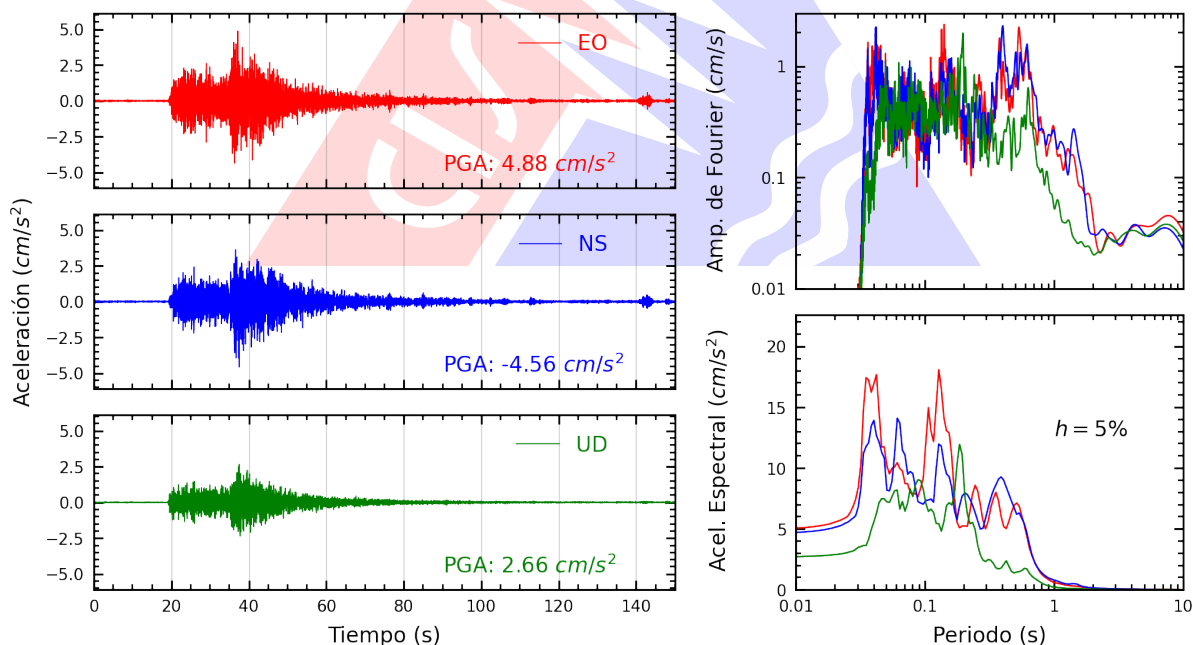 Aceleración (cm/s²)
5.0
2.5
0.0
−2.5
−5.0
EO
PGA: 4.88 cm/s²
5.0
2.5
0.0
−2.5
−5.0
NS
PGA: -4.56 cm/s²
5.0
2.5
0.0
−2.5
−5.0
UD
PGA: 2.66 cm/s²
0 20 40 60 80 100 120 140
Tiempo (s)
Amp. de Fourier (cm/s)
1
0.1
0.01
Acel. Espectral (cm/s²)
20
15
10
5
0
h = 5%
0.01 0.1 1 10
Periodo (s)